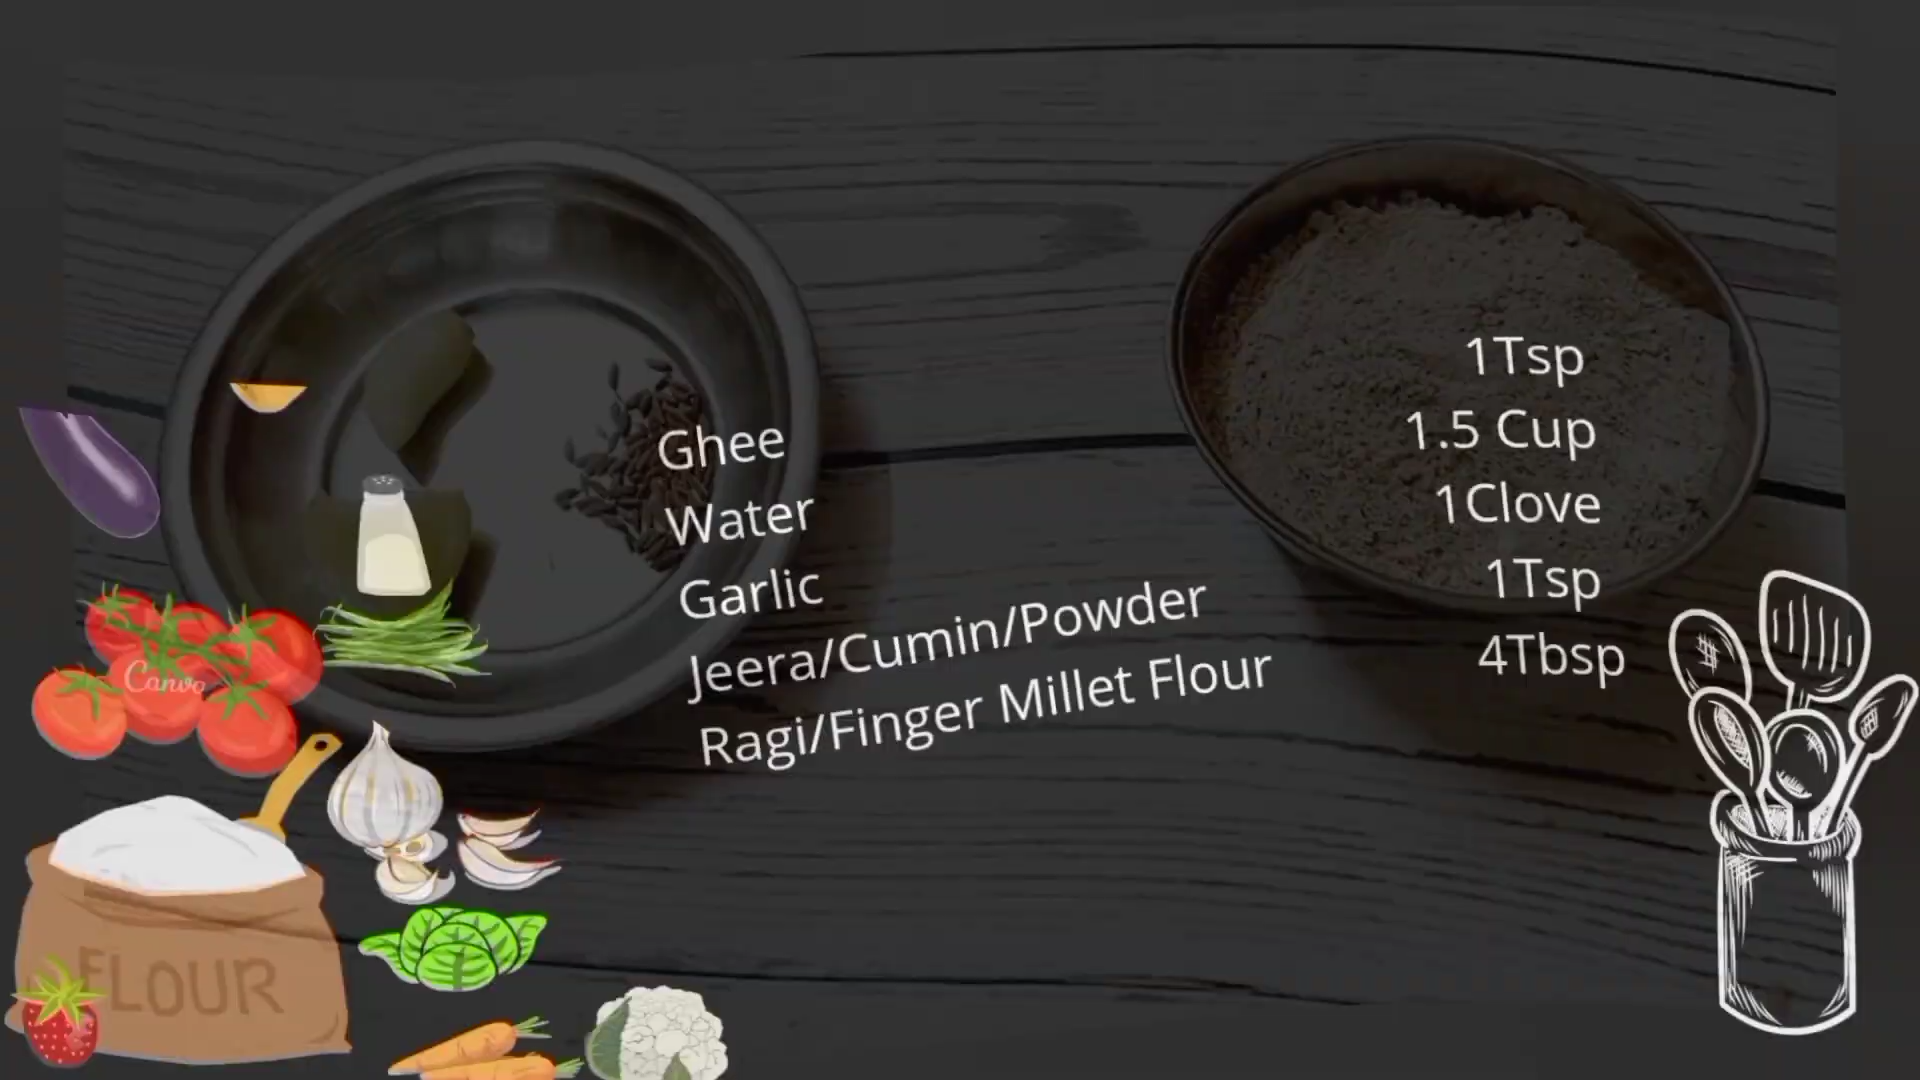 Ghee 1Tsp
Water 1.5 Cup
Garlic 1Clove
Jeera/Cumin/Powder 1Tsp
Ragi/Finger Millet Flour 4Tbsp
Canva
FLOUR